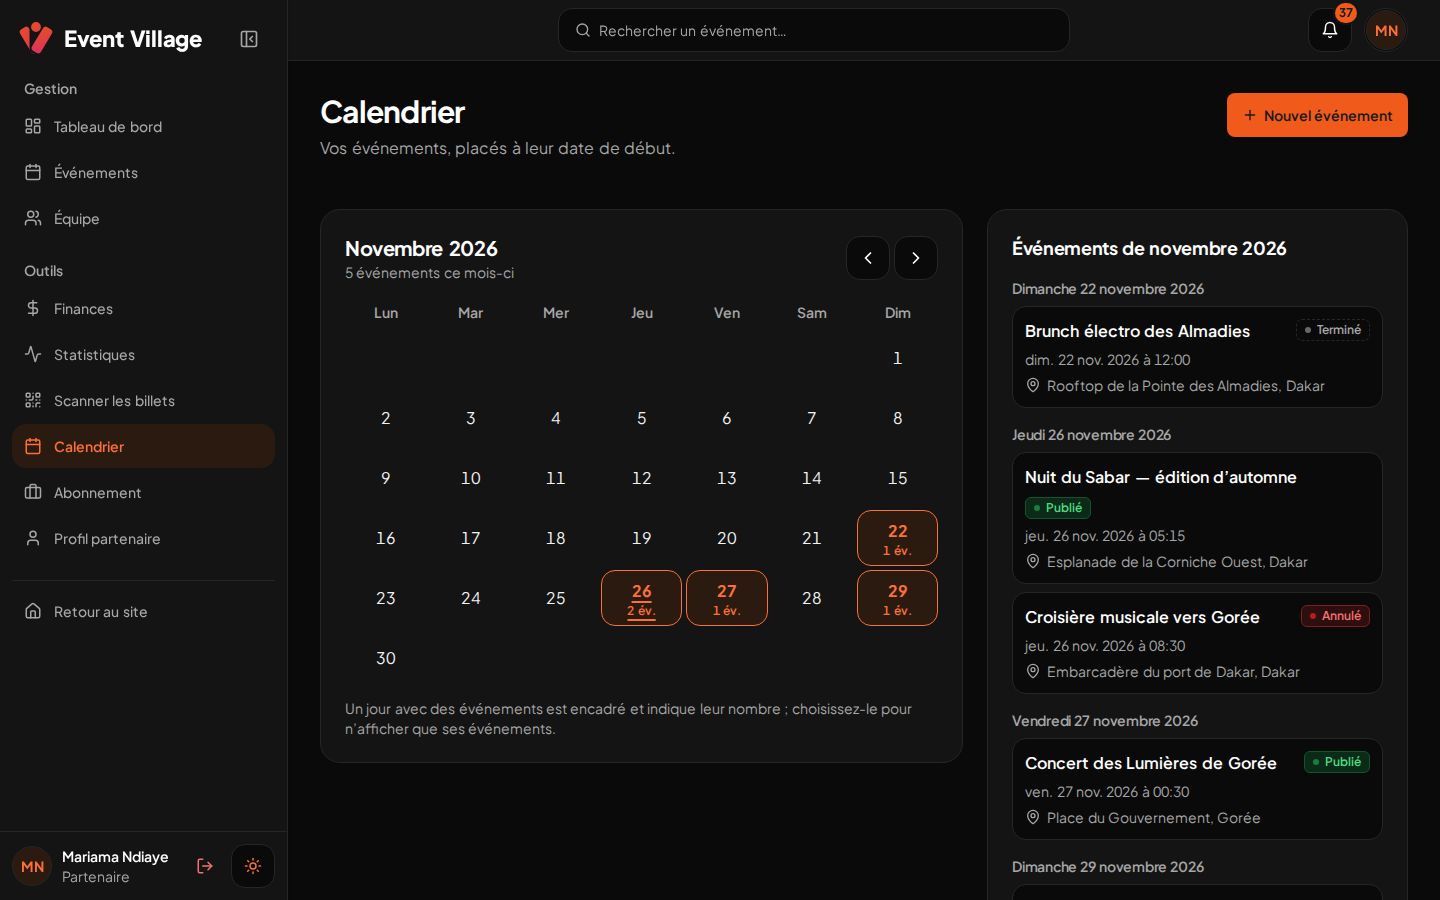 Event Village
Gestion
Tableau de bord
Événements
Équipe
Outils
Finances
Statistiques
Scanner les billets
Calendrier
Abonnement
Profil partenaire
Retour au site
MN
Mariama Ndiaye
Partenaire
Rechercher un événement...
37
MN
Calendrier
Vos événements, placés à leur date de début.
Nouvel événement
Novembre 2026
5 événements ce mois-ci
Lun Mar Mer Jeu Ven Sam Dim
1
2 3 4 5 6 7 8
9 10 11 12 13 14 15
16 17 18 19 20 21 22
1 év.
23 24 25 26 27 28 29
2 év. 1 év. 1 év.
30
Un jour avec des événements est encadré et indique leur nombre ; choisissez-le pour
n’afficher que ses événements.
Événements de novembre 2026
Dimanche 22 novembre 2026
Brunch électro des Almadies Terminé
dim. 22 nov. 2026 à 12:00
Rooftop de la Pointe des Almadies, Dakar
Jeudi 26 novembre 2026
Nuit du Sabar — édition d’automne
Publié
jeu. 26 nov. 2026 à 05:15
Esplanade de la Corniche Ouest, Dakar
Croisière musicale vers Gorée Annulé
jeu. 26 nov. 2026 à 08:30
Embarcadère du port de Dakar, Dakar
Vendredi 27 novembre 2026
Concert des Lumières de Gorée Publié
ven. 27 nov. 2026 à 00:30
Place du Gouvernement, Gorée
Dimanche 29 novembre 2026